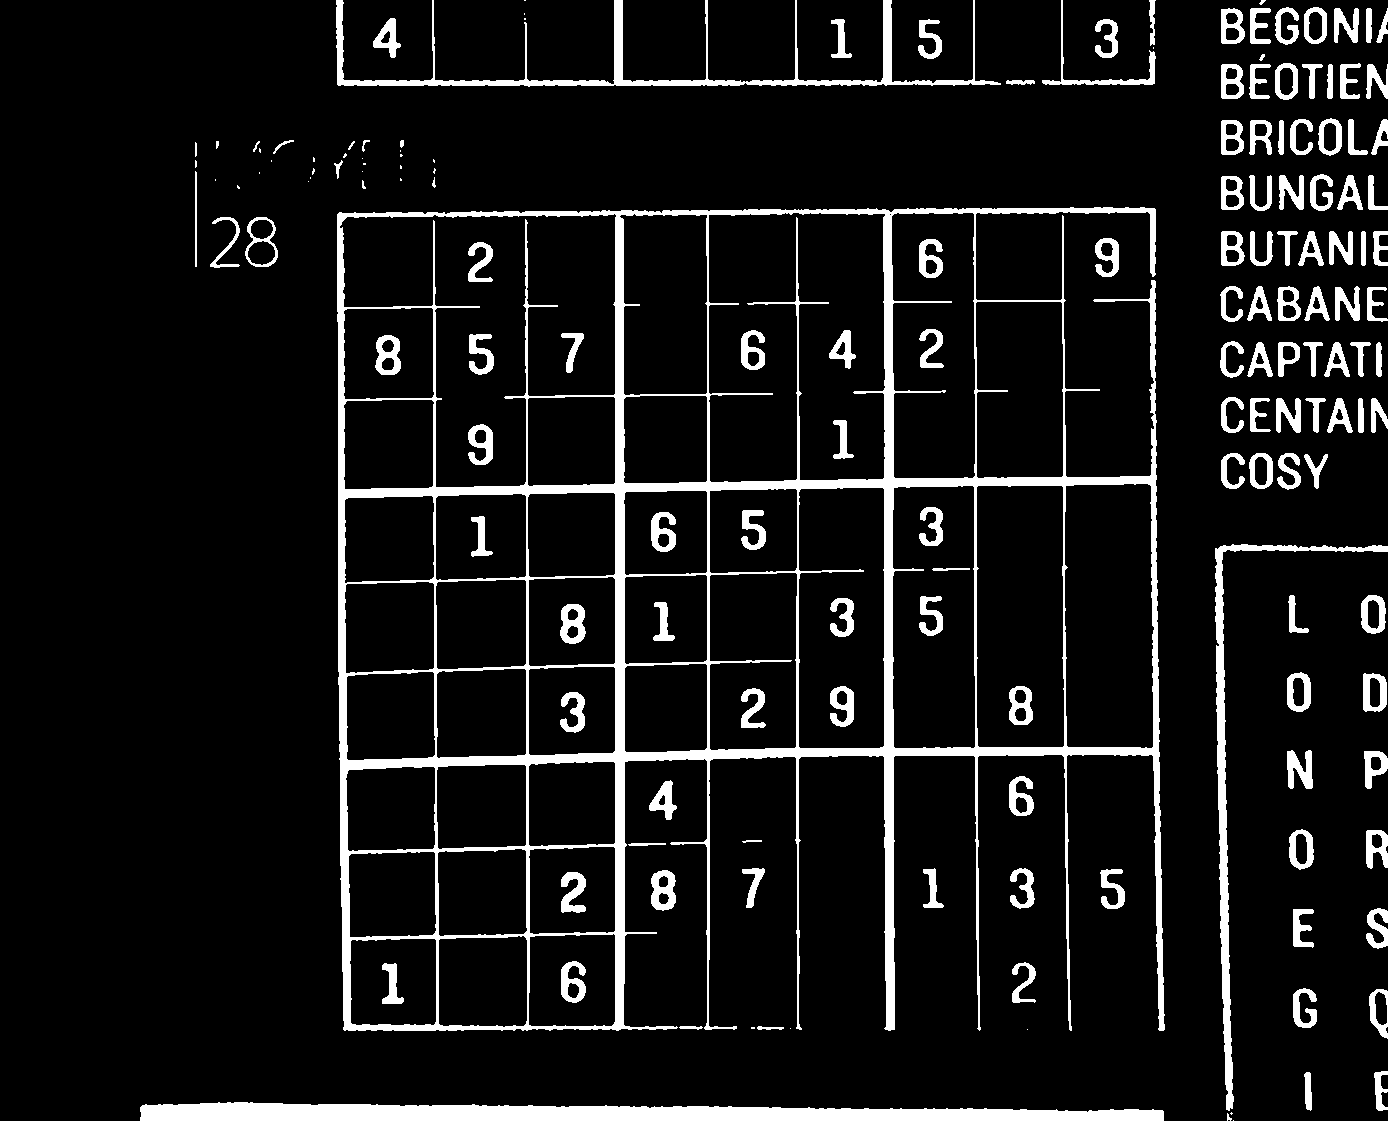 4 1 5 3
MOYEN
28
2 6 9
8 5 7 6 4 2
9 1
1 6 5 3
8 1 3 5
3 2 9 8
4 6
2 8 7 1 3 5
1 6 2
BÉGONIA
BÉOTIEN
BRICOLA
BUNGAL
BUTANIE
CABANE
CAPTATI
CENTAIN
COSY
L O
O D
N P
O R
E S
G Q
I E